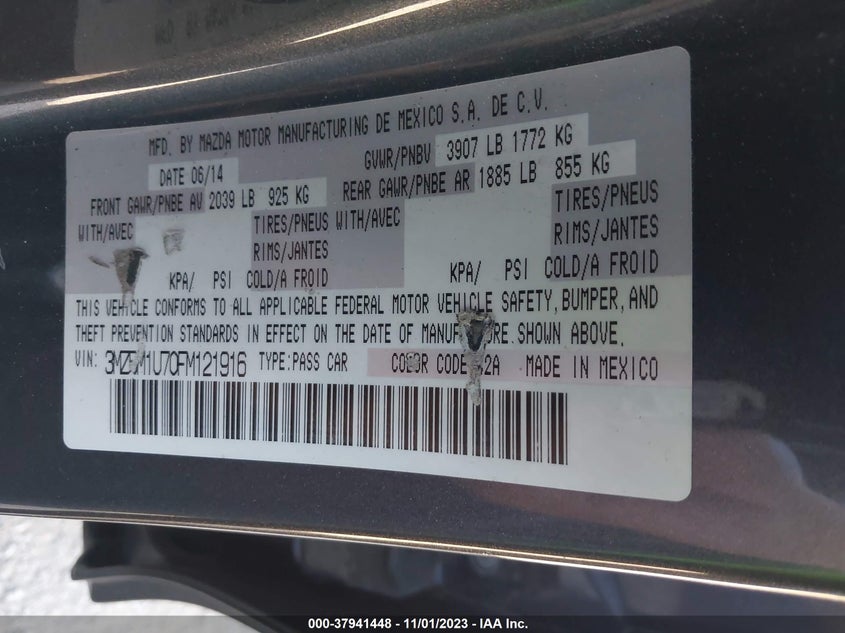 MFD. BY MAZDA MOTOR MANUFACTURING DE MEXICO S.A. DE C.V.
DATE 06/14 GVWR/PNBV 3907 LB 1772 KG
FRONT GAWR/PNBE AV 2039 LB 925 KG REAR GAWR/PNBE AR 1885 LB 855 KG
WITH/AVEC TIRES/PNEUS WITH/AVEC TIRES/PNEUS
RIMS/JANTES RIMS/JANTES
KPA/ PSI COLD/A FROID KPA/ PSI COLD/A FROID
THIS VEHICLE CONFORMS TO ALL APPLICABLE FEDERAL MOTOR VEHICLE SAFETY, BUMPER, AND
THEFT PREVENTION STANDARDS IN EFFECT ON THE DATE OF MANUFACTURE SHOWN ABOVE.
VIN: TYPE:PASS CAR COLOR CODE MADE IN MEXICO
000-37941448 - 11/01/2023 - IAA Inc.